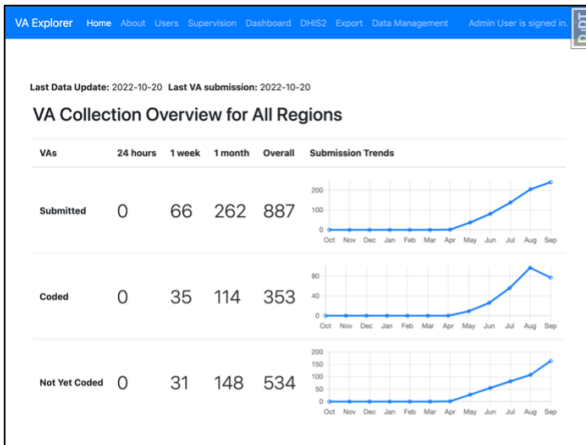 VA Explorer Home About Users Supervision Dashboard DHIS2 Export Data Management Admin User is signed in.
DjDT
Last Data Update: 2022-10-20 Last VA submission: 2022-10-20
VA Collection Overview for All Regions
VAs 24 hours 1 week 1 month Overall Submission Trends
Submitted 0 66 262 887
200
100
0
Oct Nov Dec Jan Feb Mar Apr May Jun Jul Aug Sep
Coded 0 35 114 353
80
40
0
Oct Nov Dec Jan Feb Mar Apr May Jun Jul Aug Sep
Not Yet Coded 0 31 148 534
200
150
100
50
0
Oct Nov Dec Jan Feb Mar Apr May Jun Jul Aug Sep